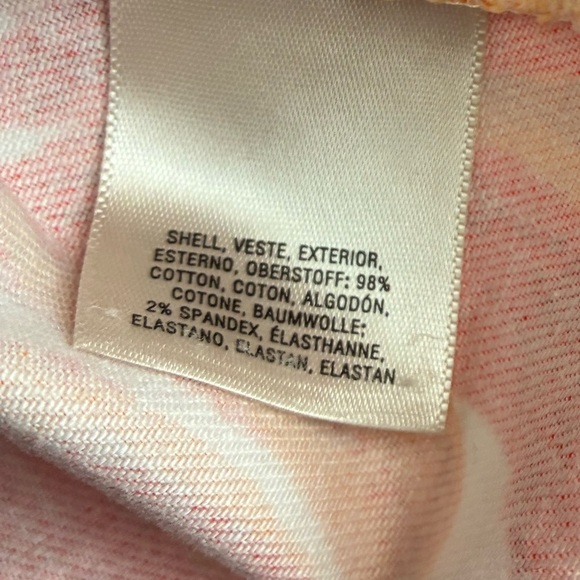 SHELL, VESTE, EXTERIOR,
ESTERNO, OBERSTOFF: 98%
COTTON, COTON, ALGODÓN,
COTONE, BAUMWOLLE;
2% SPANDEX, ÉLASTHANNE,
ELASTANO, ELASTAN, ELASTAN